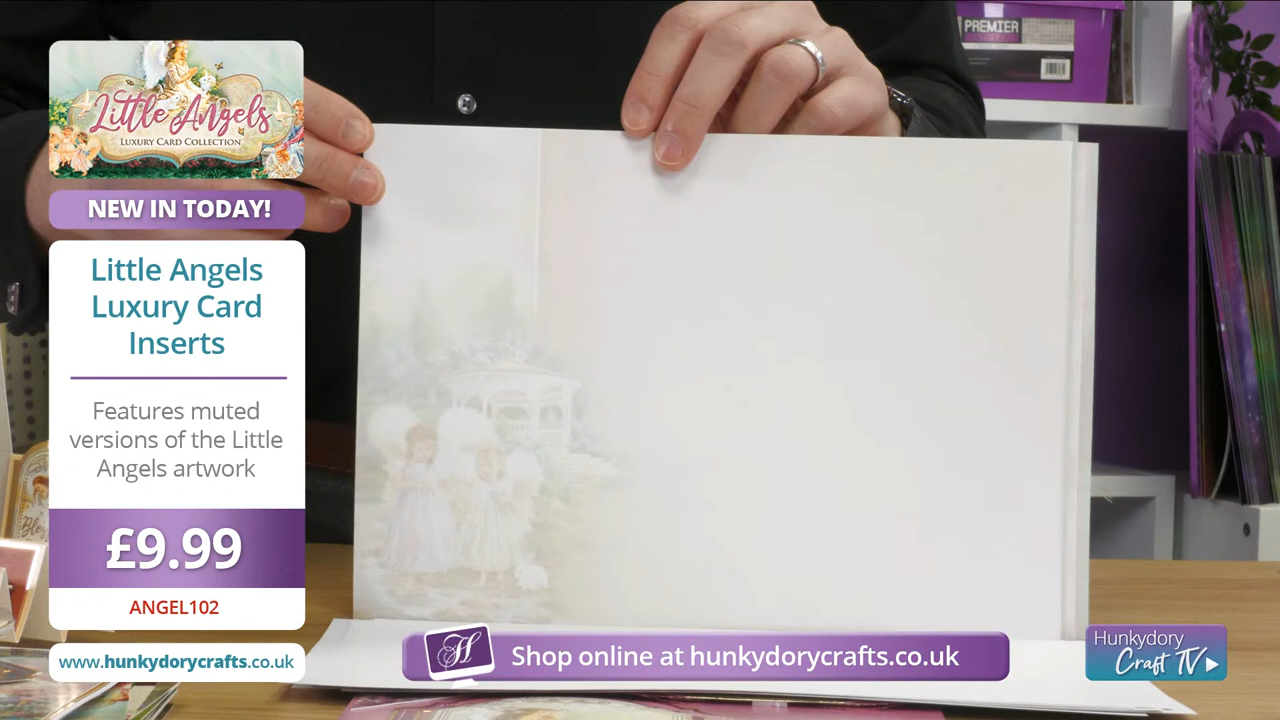 Little Angels
LUXURY CARD COLLECTION
NEW IN TODAY!
Little Angels
Luxury Card
Inserts
Features muted
versions of the Little
Angels artwork
£9.99
ANGEL102
www.hunkydorycrafts.co.uk
PREMIER
Bles
H
Shop online at hunkydorycrafts.co.uk
Hunkydory
Craft TV